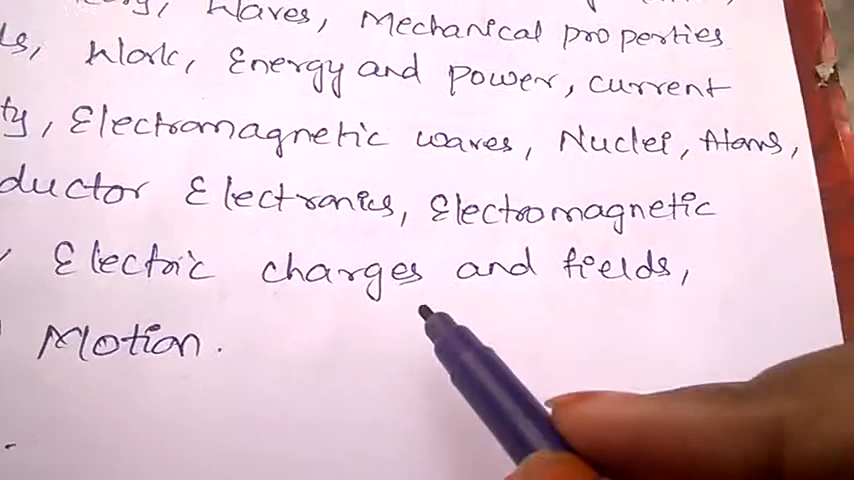 Waves, Mechanical properties
Work, Energy and power, current
ty, Electromagnetic waves, Nuclei, Atoms,
ductor Electronics, Electromagnetic
Electric charges and fields,
Motion.